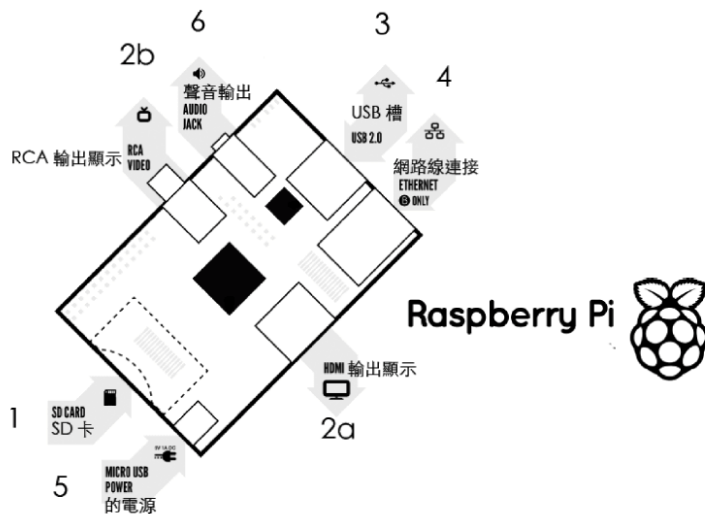 6
2b
聲音輸出
AUDIO
JACK
3
4
USB 槽
USB 2.0
RCA 輸出顯示
RCA
VIDEO
網路線連接
ETHERNET
B ONLY
Raspberry Pi
HDMI 輸出顯示
2a
1
SD CARD
SD 卡
5V 1A DC
5
MICRO USB
POWER
的電源